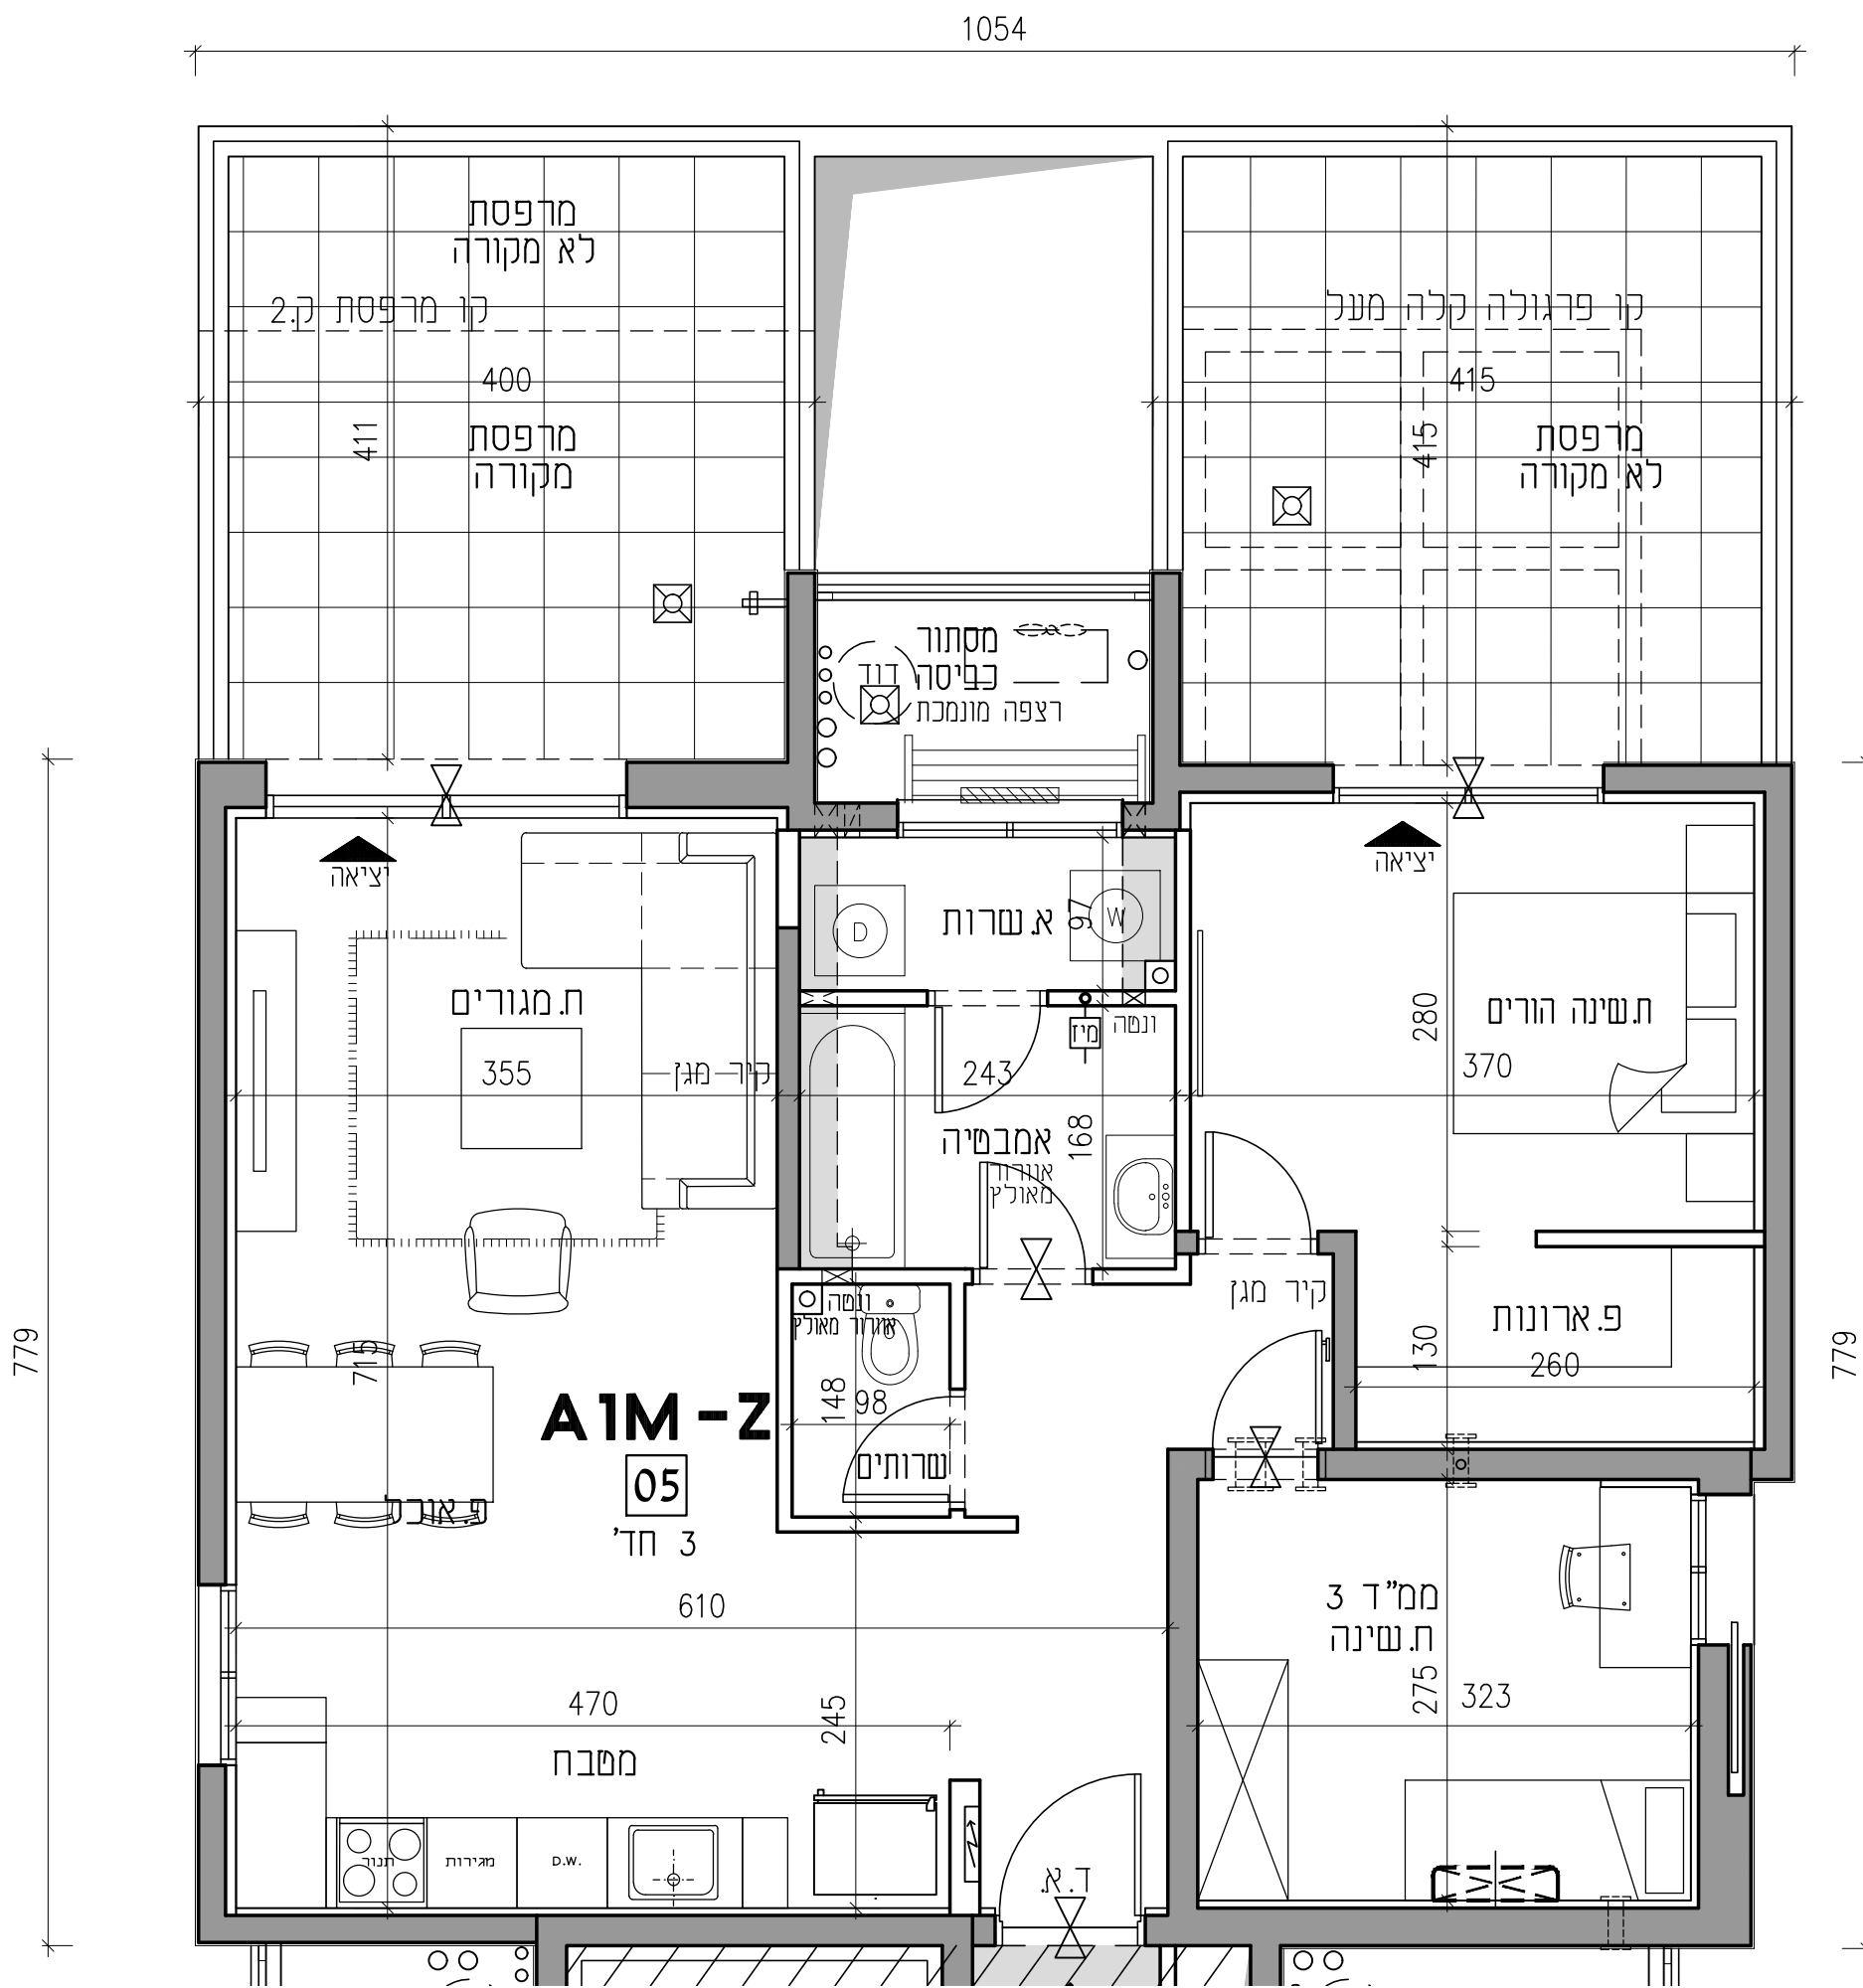 1054
מרפסת
לא מקורה
קו מרפסת ק.2
קו פרגולה קלה מעל
400
415
411
415
מרפסת
מקורה
מרפסת
לא מקורה
מסתור
כביסה
דוד
רצפה מונמכת
779
779
יציאה
יציאה
D
א.שרות
97
W
ח.מגורים
ח.שינה הורים
280
מיז
ונטה
355
קיר מגן
243
370
אמבטיה
168
אוורור
מאולץ
קיר מגן
ונטה
אוורור מאולץ
פ.ארונות
130
260
715
148
98
A1M-Z
שרותים
05
פ.אוכל
3 חד'
610
ממ"ד 3
ח.שינה
275
323
470
245
מטבח
תנור
מגירות
D.W.
ד.א.